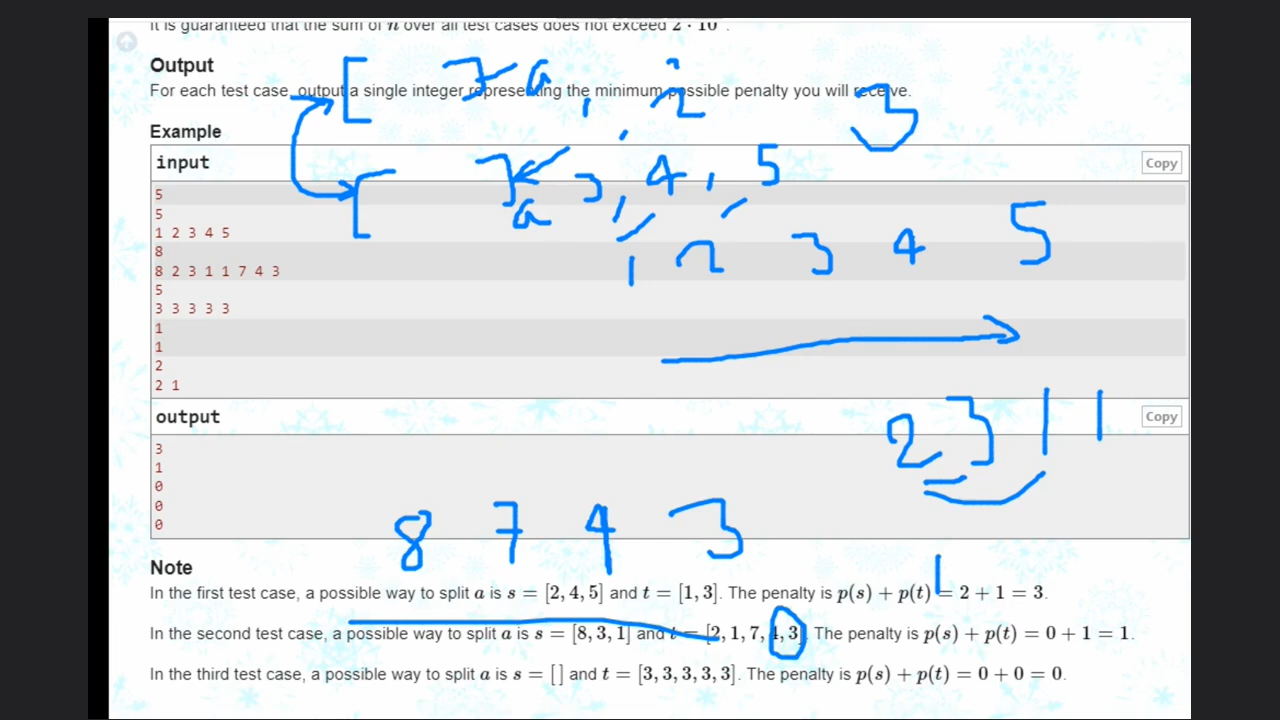 It is guaranteed that the sum of n over all test cases does not exceed 2 · 10
Output
For each test case, output a single integer representing the minimum possible penalty you will receive.
[ a, 2 3
Example
input
Copy
[ 3, 4, 5
a
1 2 3 4 5
5
5
1 2 3 4 5
8
8 2 3 1 1 7 4 3
5
3 3 3 3 3
1
1
2
2 1
2 3 1 1
output
Copy
3
1
0
0
0
8 7 4 3
1
0
Note
In the first test case, a possible way to split a is s = [2, 4, 5] and t = [1, 3]. The penalty is p(s) + p(t) = 2 + 1 = 3.
In the second test case, a possible way to split a is s = [8, 3, 1] and t = [2, 1, 7, 4, 3]. The penalty is p(s) + p(t) = 0 + 1 = 1.
In the third test case, a possible way to split a is s = [ ] and t = [3, 3, 3, 3, 3]. The penalty is p(s) + p(t) = 0 + 0 = 0.